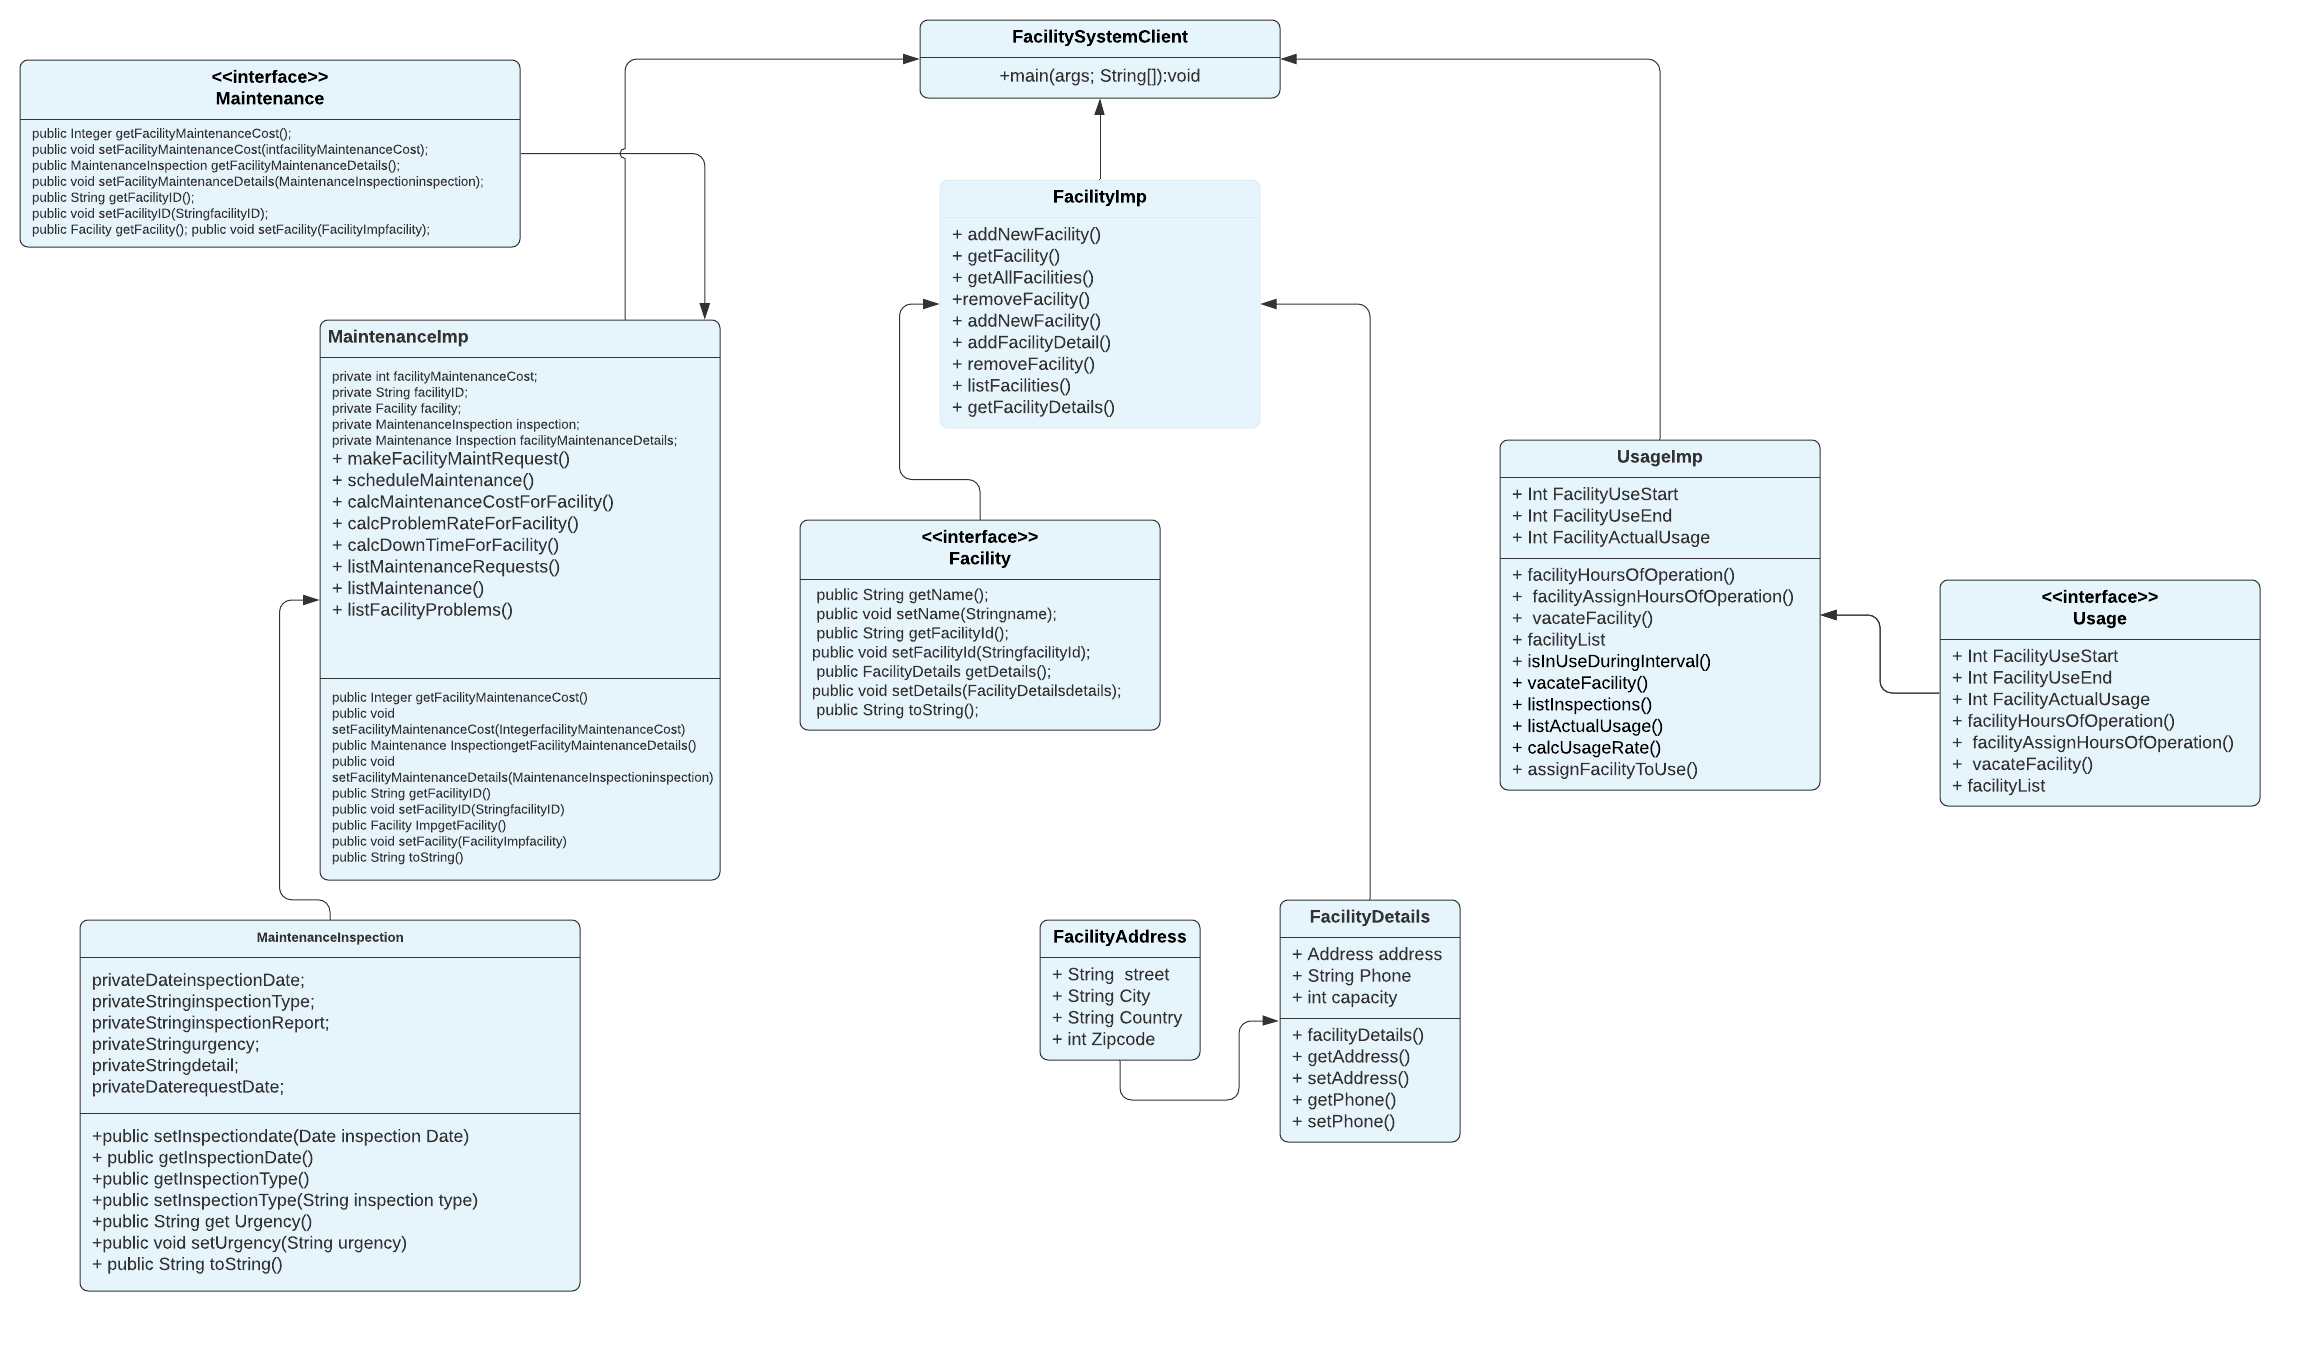 FacilitySystemClient
+main(args; String[]):void
<<interface>>
Maintenance
public Integer getFacilityMaintenanceCost();
public void setFacilityMaintenanceCost(intfacilityMaintenanceCost);
public MaintenanceInspection getFacilityMaintenanceDetails();
public void setFacilityMaintenanceDetails(MaintenanceInspectioninspection);
public String getFacilityID();
public void setFacilityID(StringfacilityID);
public Facility getFacility(); public void setFacility(FacilityImpfacility);
FacilityImp
+ addNewFacility()
+ getFacility()
+ getAllFacilities()
+removeFacility()
+ addNewFacility()
+ addFacilityDetail()
+ removeFacility()
+ listFacilities()
+ getFacilityDetails()
MaintenanceImp
private int facilityMaintenanceCost;
private String facilityID;
private Facility facility;
private MaintenanceInspection inspection;
private Maintenance Inspection facilityMaintenanceDetails;
+ makeFacilityMaintRequest()
+ scheduleMaintenance()
+ calcMaintenanceCostForFacility()
+ calcProblemRateForFacility()
+ calcDownTimeForFacility()
+ listMaintenanceRequests()
+ listMaintenance()
+ listFacilityProblems()
public Integer getFacilityMaintenanceCost()
public void
setFacilityMaintenanceCost(IntegerfacilityMaintenanceCost)
public Maintenance InspectiongetFacilityMaintenanceDetails()
public void
setFacilityMaintenanceDetails(MaintenanceInspectioninspection)
public String getFacilityID()
public void setFacilityID(StringfacilityID)
public Facility ImpgetFacility()
public void setFacility(FacilityImpfacility)
public String toString()
<<interface>>
Facility
public String getName();
public void setName(Stringname);
public String getFacilityId();
public void setFacilityId(StringfacilityId);
public FacilityDetails getDetails();
public void setDetails(FacilityDetailsdetails);
public String toString();
UsageImp
+ Int FacilityUseStart
+ Int FacilityUseEnd
+ Int FacilityActualUsage
+ facilityHoursOfOperation()
+  facilityAssignHoursOfOperation()
+  vacateFacility()
+ facilityList
+ isInUseDuringInterval()
+ vacateFacility()
+ listInspections()
+ listActualUsage()
+ calcUsageRate()
+ assignFacilityToUse()
<<interface>>
Usage
+ Int FacilityUseStart
+ Int FacilityUseEnd
+ Int FacilityActualUsage
+ facilityHoursOfOperation()
+  facilityAssignHoursOfOperation()
+  vacateFacility()
+ facilityList
MaintenanceInspection
privateDateinspectionDate;
privateStringinspectionType;
privateStringinspectionReport;
privateStringurgency;
privateStringdetail;
privateDaterequestDate;
+public setInspectiondate(Date inspection Date)
+ public getInspectionDate()
+public getInspectionType()
+public setInspectionType(String inspection type)
+public String get Urgency()
+public void setUrgency(String urgency)
+ public String toString()
FacilityAddress
+ String  street
+ String City
+ String Country
+ int Zipcode
FacilityDetails
+ Address address
+ String Phone
+ int capacity
+ facilityDetails()
+ getAddress()
+ setAddress()
+ getPhone()
+ setPhone()